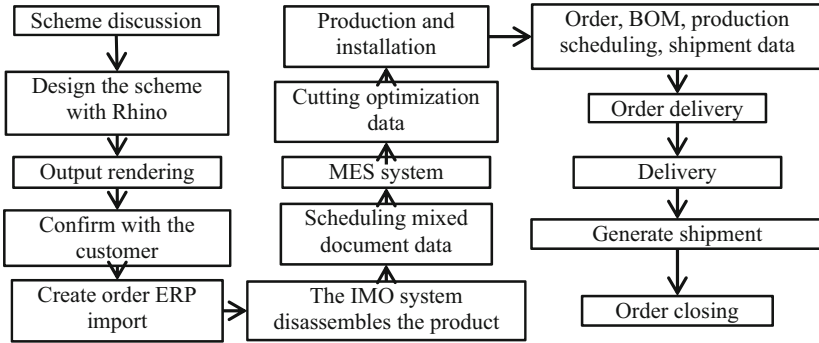 Scheme discussion
Design the scheme
with Rhino
Output rendering
Confirm with the
customer
Create order ERP
import
The IMO system
disassembles the product
Scheduling mixed
document data
MES system
Cutting optimization
data
Production and
installation
Order, BOM, production
scheduling, shipment data
Order delivery
Delivery
Generate shipment
Order closing